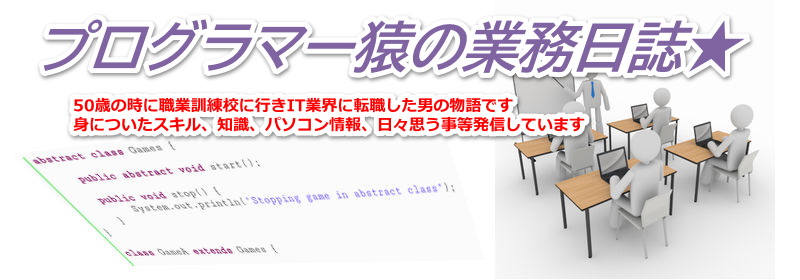 プログラマー猿の業務日誌★
50歳の時に職業訓練校に行きIT業界に転職した男の物語です
身についたスキル、知識、パソコン情報、日々思う事等発信しています
abstract class Games {
public abstract void start();
public void stop() {
System.out.println('Stopping game in abstract class');
}
}
class GameA extends Games {